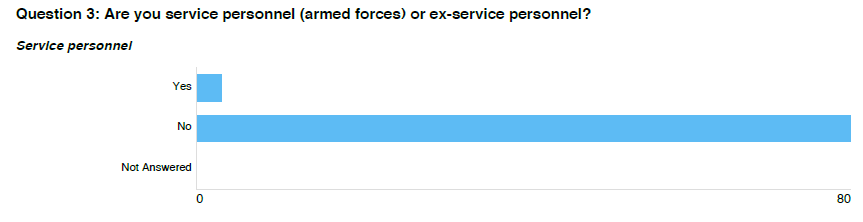 Question 3: Are you service personnel (armed forces) or ex-service personnel?
Service personnel
Yes
No
Not Answered
0
80